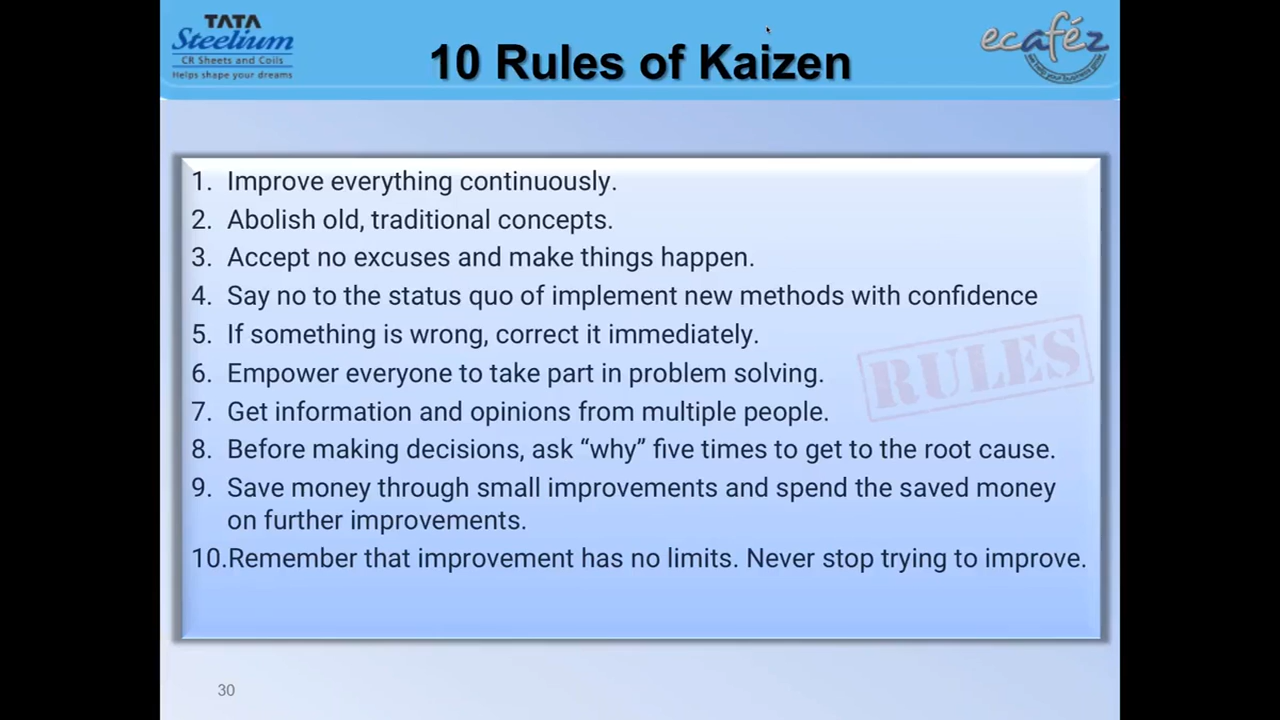 TATA
Steelium
CR Sheets and Coils
Helps shape your dreams
10 Rules of Kaizen
ecaféz
we help your business grow
1. Improve everything continuously.
2. Abolish old, traditional concepts.
3. Accept no excuses and make things happen.
4. Say no to the status quo of implement new methods with confidence
5. If something is wrong, correct it immediately.
6. Empower everyone to take part in problem solving.
7. Get information and opinions from multiple people.
8. Before making decisions, ask “why” five times to get to the root cause.
9. Save money through small improvements and spend the saved money
on further improvements.
10.Remember that improvement has no limits. Never stop trying to improve.
RULES
30